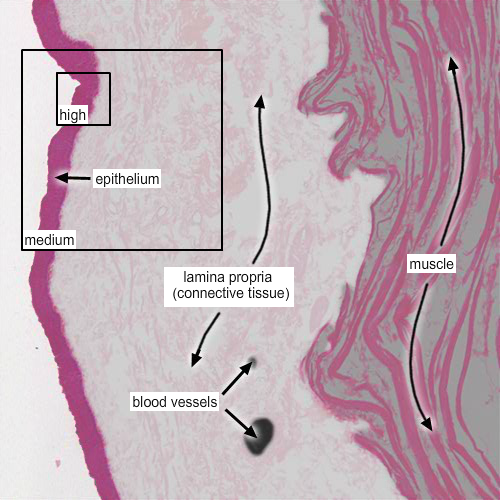 high
epithelium
medium
lamina propria
(connective tissue)
muscle
blood vessels